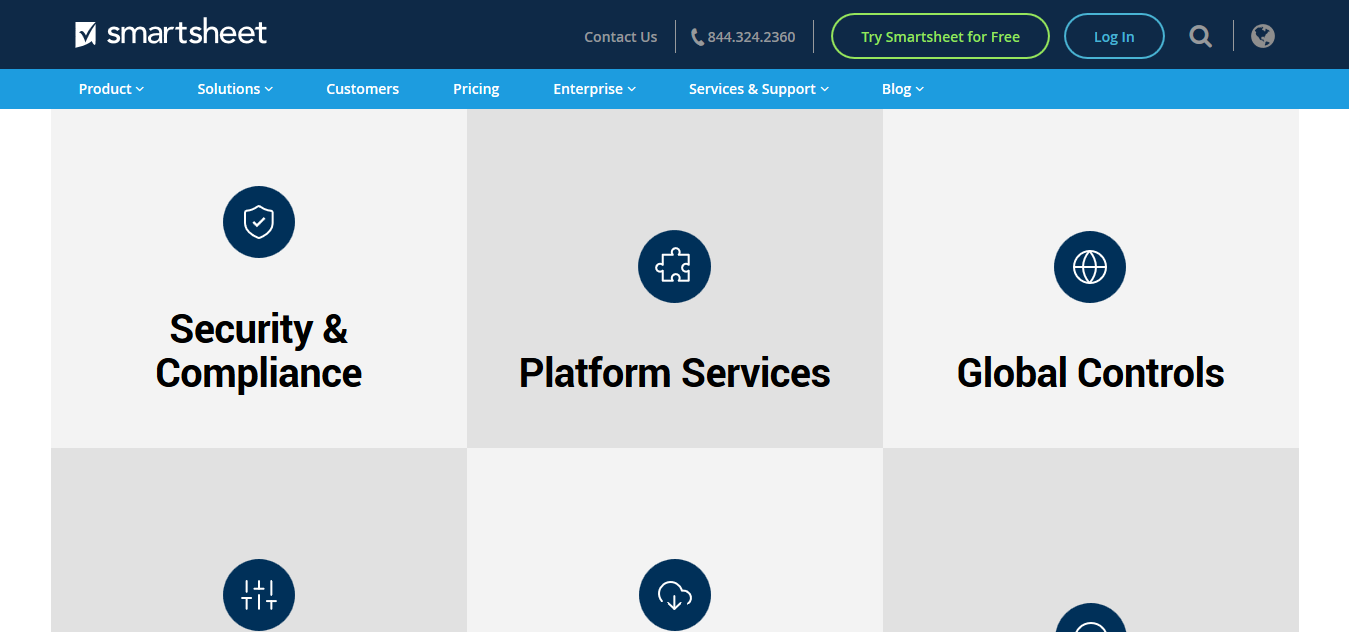 smartsheet
Contact Us
844.324.2360
Try Smartsheet for Free
Log In
Product
Solutions
Customers
Pricing
Enterprise
Services & Support
Blog
Security &
Compliance
Platform Services
Global Controls